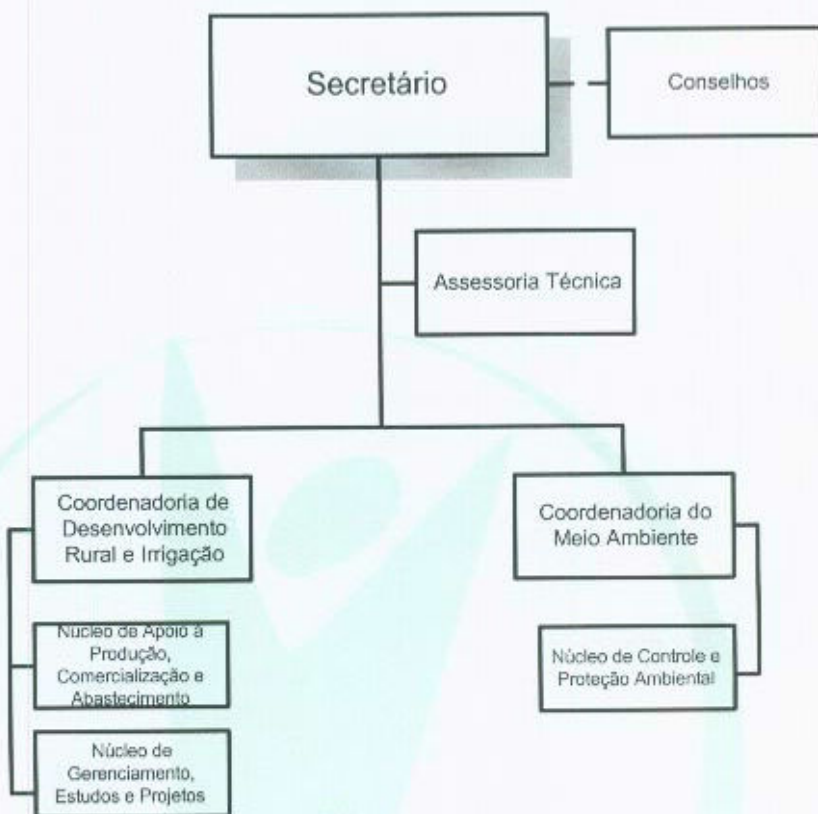 Secretário
Conselhos
Assessoria Técnica
Coordenadoria de
Desenvolvimento
Rural e Irrigação
Coordenadoria do
Meio Ambiente
Núcleo de Apoio à
Produção,
Comercialização e
Abastecimento
Núcleo de Controle e
Proteção Ambiental
Núcleo de
Gerenciamento,
Estudos e Projetos